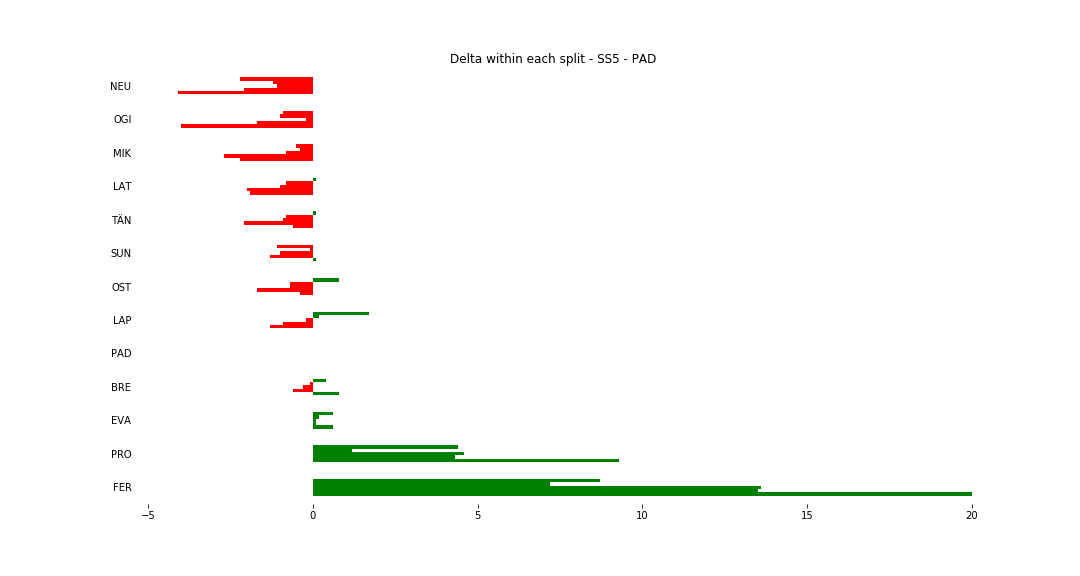 Delta within each split - SS5 - PAD
NEU
OGI
MIK
LAT
TÄN
SUN
OST
LAP
PAD
BRE
EVA
PRO
FER
−5 0 5 10 15 20